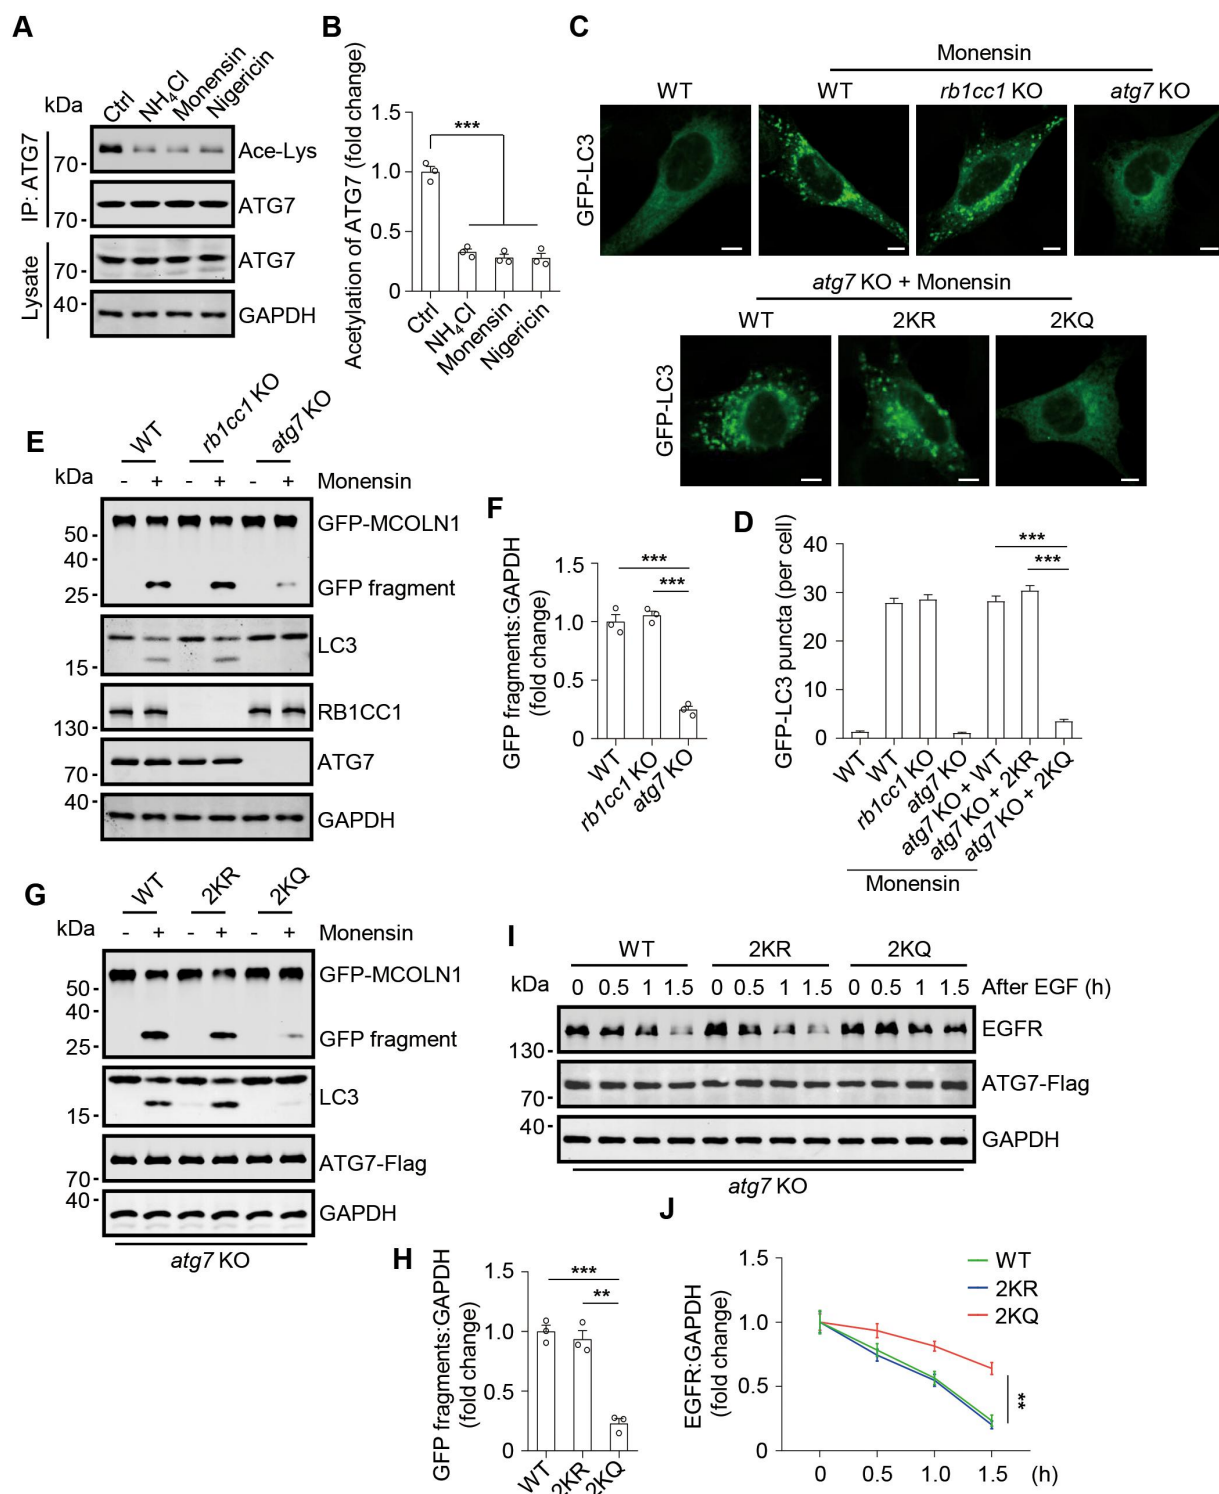 A
kDa
Ctrl
NH4Cl
Monensin
Nigericin
IP: ATG7
70-
Ace-Lys
70-
ATG7
Lysate
70-
ATG7
40-
GAPDH
B
Acetylation of ATG7 (fold change)
1.5
1.0
0.5
0
***
Ctrl
NH4Cl
Monensin
Nigericin
C
Monensin
WT
WT
rb1cc1 KO
atg7 KO
GFP-LC3
atg7 KO + Monensin
WT
2KR
2KQ
GFP-LC3
D
GFP-LC3 puncta (per cell)
40
30
20
10
0
***
***
WT
WT
rb1cc1 KO
atg7 KO
atg7 KO + WT
atg7 KO + 2KR
atg7 KO + 2KQ
Monensin
E
WT
rb1cc1 KO
atg7 KO
kDa
- + - + - + Monensin
GFP-MCOLN1
50-
40-
GFP fragment
25-
LC3
15-
RB1CC1
130-
ATG7
70-
40-
GAPDH
F
GFP fragments:GAPDH
(fold change)
1.5
1.0
0.5
0
***
***
WT
rb1cc1 KO
atg7 KO
G
WT
2KR
2KQ
kDa
- + - + - + Monensin
GFP-MCOLN1
50-
40-
GFP fragment
25-
LC3
15-
ATG7-Flag
70-
40-
GAPDH
atg7 KO
H
GFP fragments:GAPDH
(fold change)
1.5
1.0
0.5
0
***
**
WT
2KR
2KQ
I
WT
2KR
2KQ
kDa
0 0.5 1 1.5 0 0.5 1 1.5 0 0.5 1 1.5 After EGF (h)
EGFR
130-
ATG7-Flag
70-
40-
GAPDH
atg7 KO
J
EGFR:GAPDH
(fold change)
1.5
1.0
0.5
0
WT
2KR
2KQ
**
0 0.5 1.0 1.5 (h)